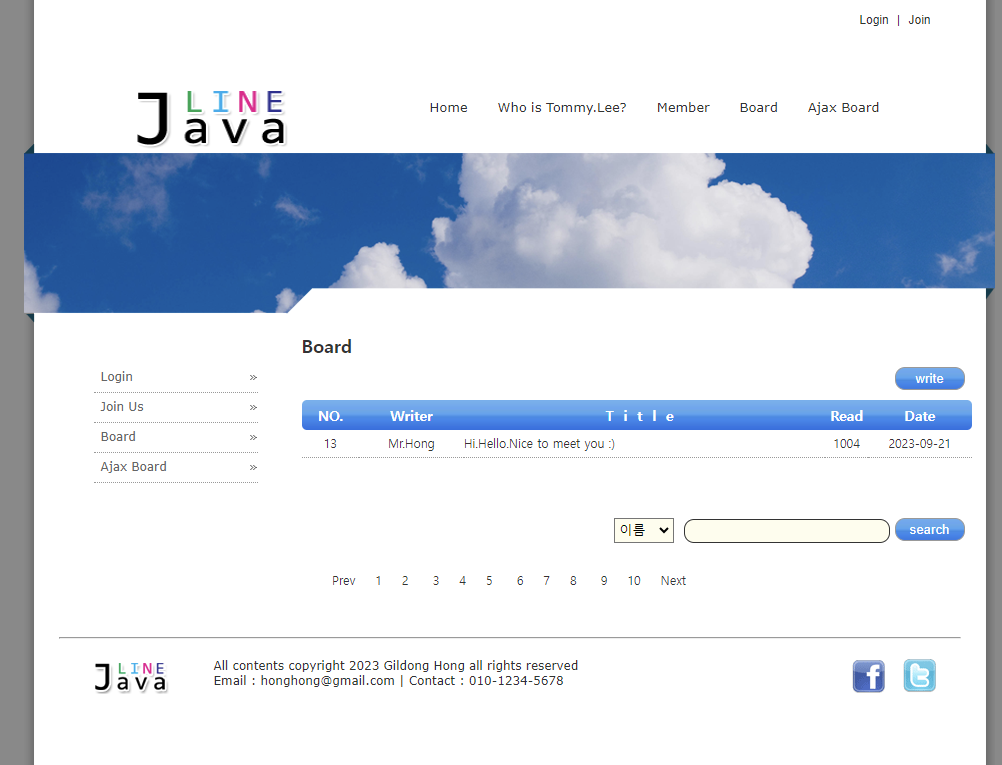 Login | Join
LINE
Java
Home Who is Tommy.Lee? Member Board Ajax Board
Board
Login »
Join Us »
Board »
Ajax Board »
write
NO. Writer T i t l e Read Date
13 Mr.Hong Hi.Hello.Nice to meet you :) 1004 2023-09-21
이름 search
Prev 1 2 3 4 5 6 7 8 9 10 Next
LINE
Java
All contents copyright 2023 Gildong Hong all rights reserved
Email : honghong@gmail.com | Contact : 010-1234-5678